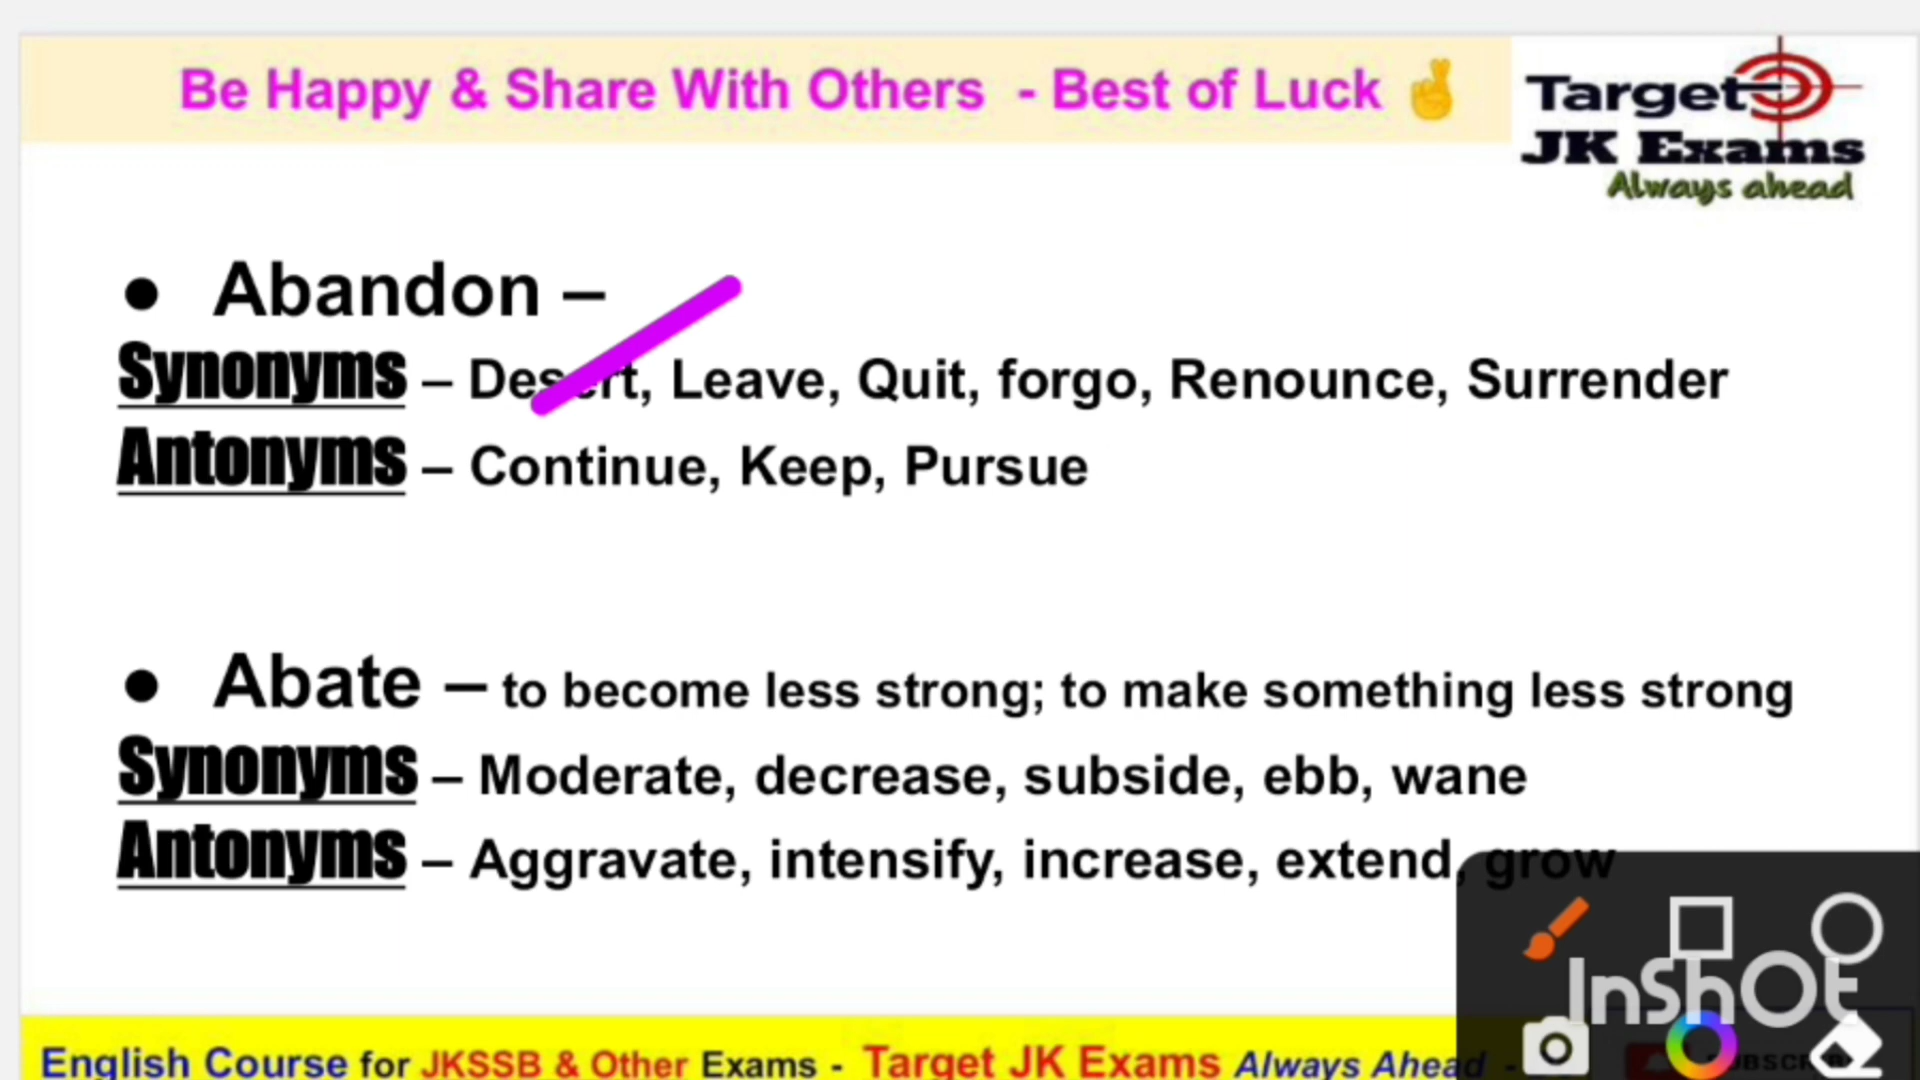 Be Happy & Share With Others - Best of Luck 🤞
Target
JK Exams
Always ahead
● Abandon –
Synonyms – Desert, Leave, Quit, forgo, Renounce, Surrender
Antonyms – Continue, Keep, Pursue
● Abate – to become less strong; to make something less strong
Synonyms – Moderate, decrease, subside, ebb, wane
Antonyms – Aggravate, intensify, increase, extend, grow
InShOt
English Course for JKSSB & Other Exams - Target JK Exams Always Ahead -